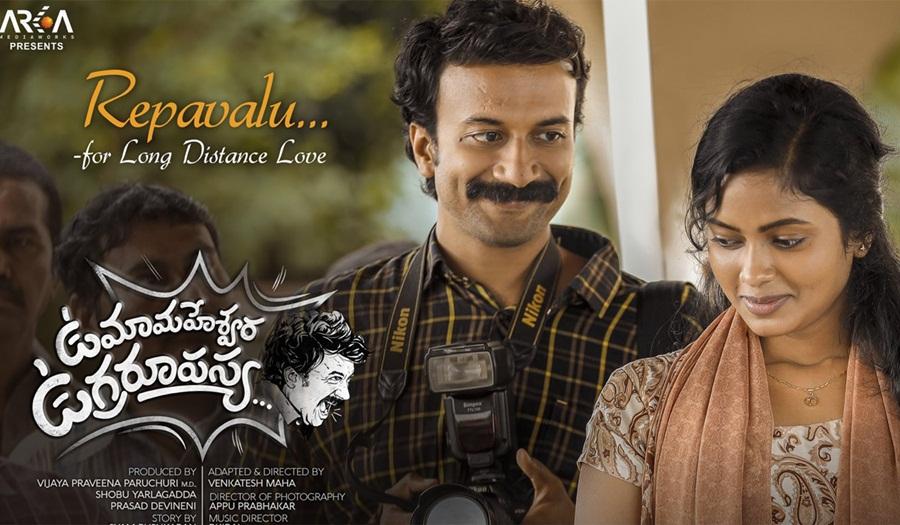 ARKA
MEDIAWORKS
PRESENTS
Repavalu...
-for Long Distance Love
Nikon
Nikon
ఉమామహేశ్వర
ఉగ్రరూపస్య...
PRODUCED BY
VIJAYA PRAVEENA PARUCHURI M.D.,
SHOBU YARLAGADDA
PRASAD DEVINENI
STORY BY
ADAPTED & DIRECTED BY
VENKATESH MAHA
DIRECTOR OF PHOTOGRAPHY
APPU PRABHAKAR
MUSIC DIRECTOR
Simpex